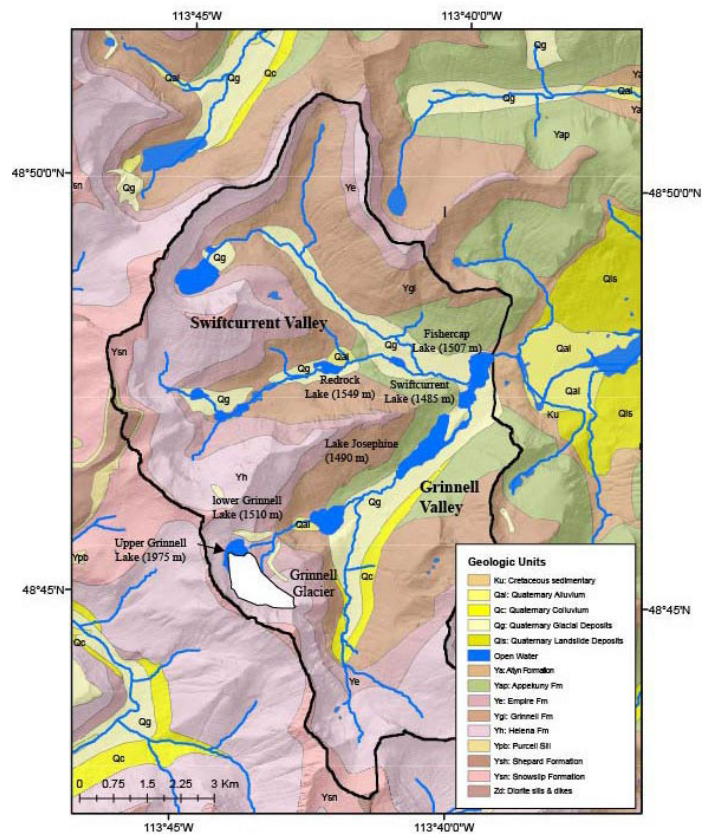 113°45'W
113°40'W
Qal
Qg
Qc
Qg
Qal
Ya
Qg
Ya
Yap
48°50'0"N
48°50'0"N
Qg
Ysn
Ye
Qg
Ygl
Qls
Swiftcurrent Valley
Fishercap
Lake (1507 m)
Ysn
Qal
Qg
Qal
Qg
Redrock
Lake (1549 m)
Swiftcurrent
Lake (1485 m)
Qg
Qal
Ku
Qls
Lake Josephine
(1490 m)
Yh
Grinnell
Valley
lower Grinnell
Lake (1510 m)
Qg
Qal
Upper Grinnell
Lake (1975 m)
Ypb
Grinnell
Glacier
Qc
48°45'N
48°45'N
Qc
Ye
Qg
Qc
Ysn
Geologic Units
Ku: Cretaceous sedimentary
Qal: Quaternary Alluvium
Qc: Quaternary Colluvium
Qg: Quaternary Glacial Deposits
Qls: Quaternary Landslide Deposits
Open Water
Ya: Altyn Formation
Yap: Appekuny Fm
Ye: Empire Fm
Ygl: Grinnell Fm
Yh: Helena Fm
Ypb: Purcell Sill
Ysh: Shepard Formation
Ysn: Snowslip Formation
Zd: Diorite sills & dikes
0 0.75 1.5 2.25 3 Km
113°45'W
113°40'W